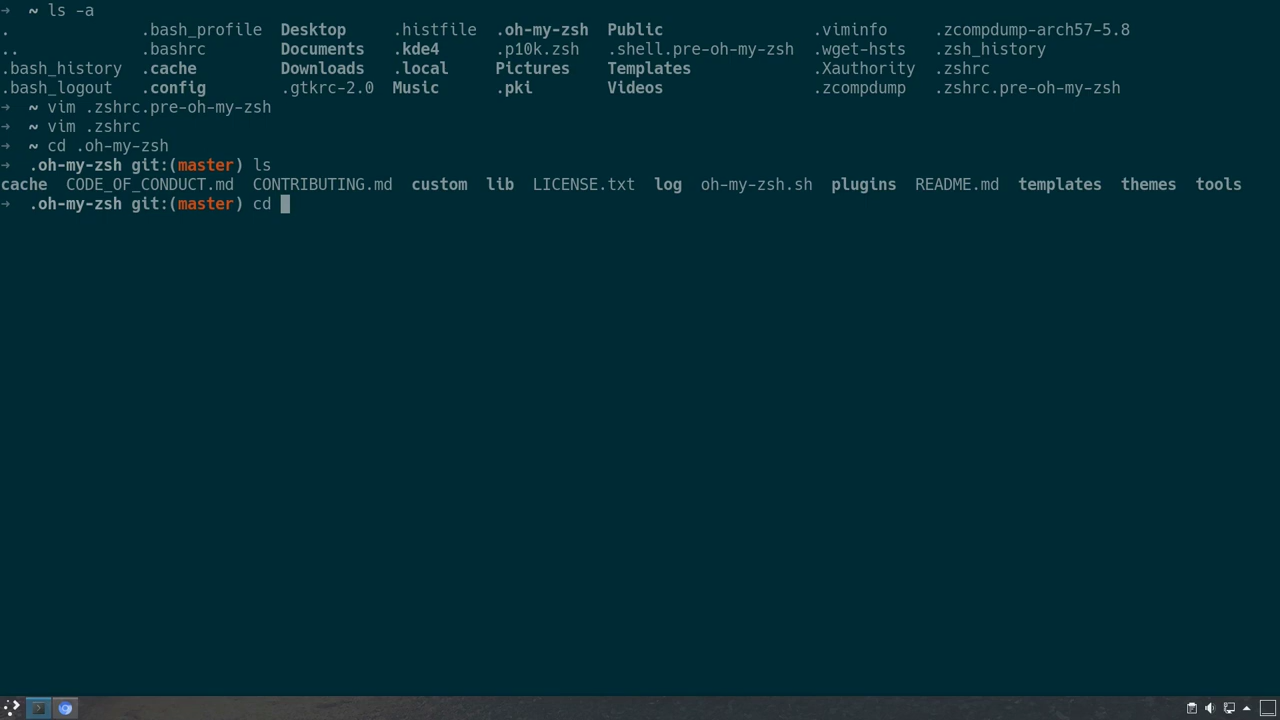 → ~ ls -a
. .bash_profile Desktop .histfile .oh-my-zsh Public .viminfo .zcompdump-arch57-5.8
.. .bashrc Documents .kde4 .p10k.zsh .shell.pre-oh-my-zsh .wget-hsts .zsh_history
.bash_history .cache Downloads .local Pictures Templates .Xauthority .zshrc
.bash_logout .config .gtkrc-2.0 Music .pki Videos .zcompdump .zshrc.pre-oh-my-zsh
→ ~ vim .zshrc.pre-oh-my-zsh
→ ~ vim .zshrc
→ ~ cd .oh-my-zsh
→ .oh-my-zsh git:(master) ls
cache CODE_OF_CONDUCT.md CONTRIBUTING.md custom lib LICENSE.txt log oh-my-zsh.sh plugins README.md templates themes tools
→ .oh-my-zsh git:(master) cd